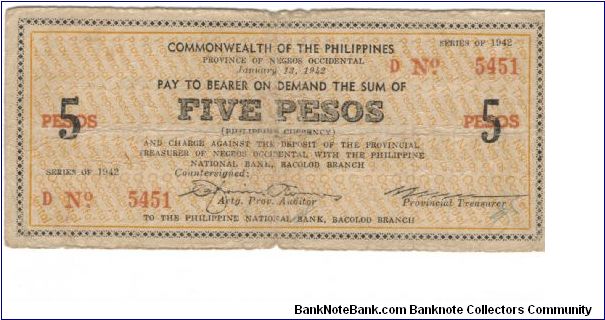 COMMONWEALTH OF THE PHILIPPINES
SERIES OF 1942
PROVINCE OF NEGROS OCCIDENTAL
January 13, 1942
D No 5451
PAY TO BEARER ON DEMAND THE SUM OF
5 PESOS
FIVE PESOS
5 PESOS
(PHILIPPINE CURRENCY)
AND CHARGE AGAINST THE DEPOSIT OF THE PROVINCIAL
TREASURER OF NEGROS OCCIDENTAL WITH THE PHILIPPINE
NATIONAL BANK, BACOLOD BRANCH
SERIES OF 1942
Countersigned:
D No 5451
Actg. Prov. Auditor
Provincial Treasurer
TO THE PHILIPPINE NATIONAL BANK, BACOLOD BRANCH
BankNoteBank.com Banknote Collectors Community